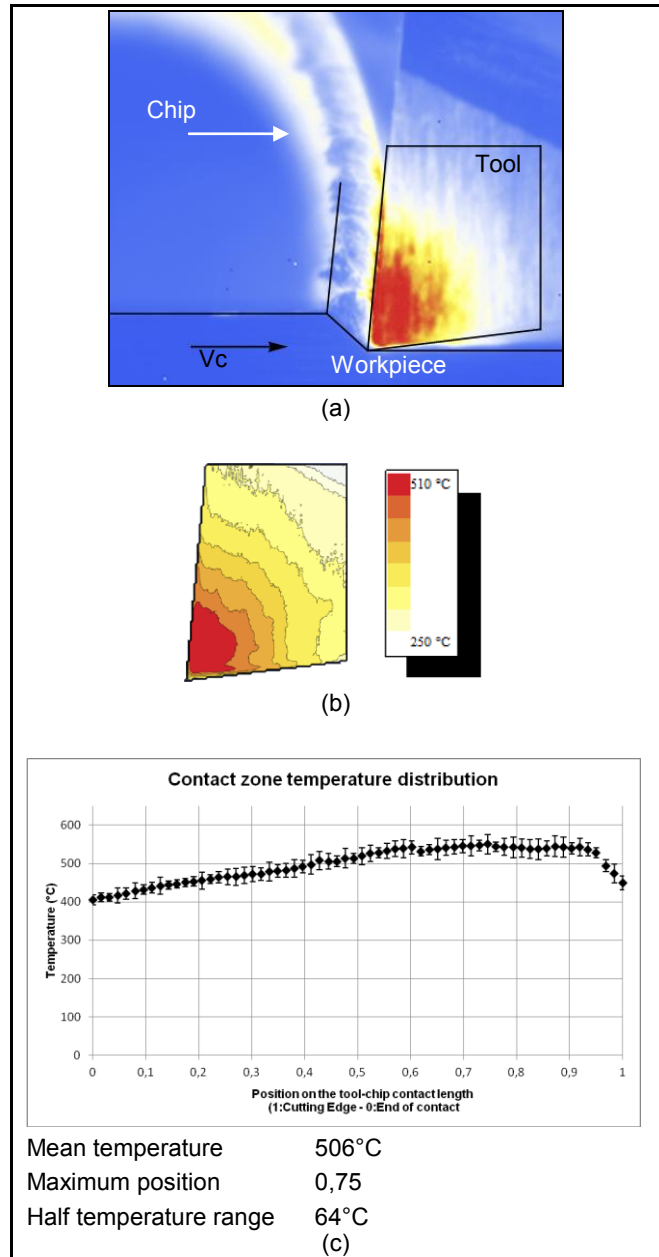 Chip
Tool
Vc
Workpiece
(a)
510 °C
250 °C
(b)
Contact zone temperature distribution
600
500
400
300
200
100
0
Temperature (°C)
0 0,1 0,2 0,3 0,4 0,5 0,6 0,7 0,8 0,9 1
Position on the tool-chip contact length
(1:Cutting Edge - 0:End of contact
Mean temperature 506°C
Maximum position 0,75
Half temperature range 64°C
(c)